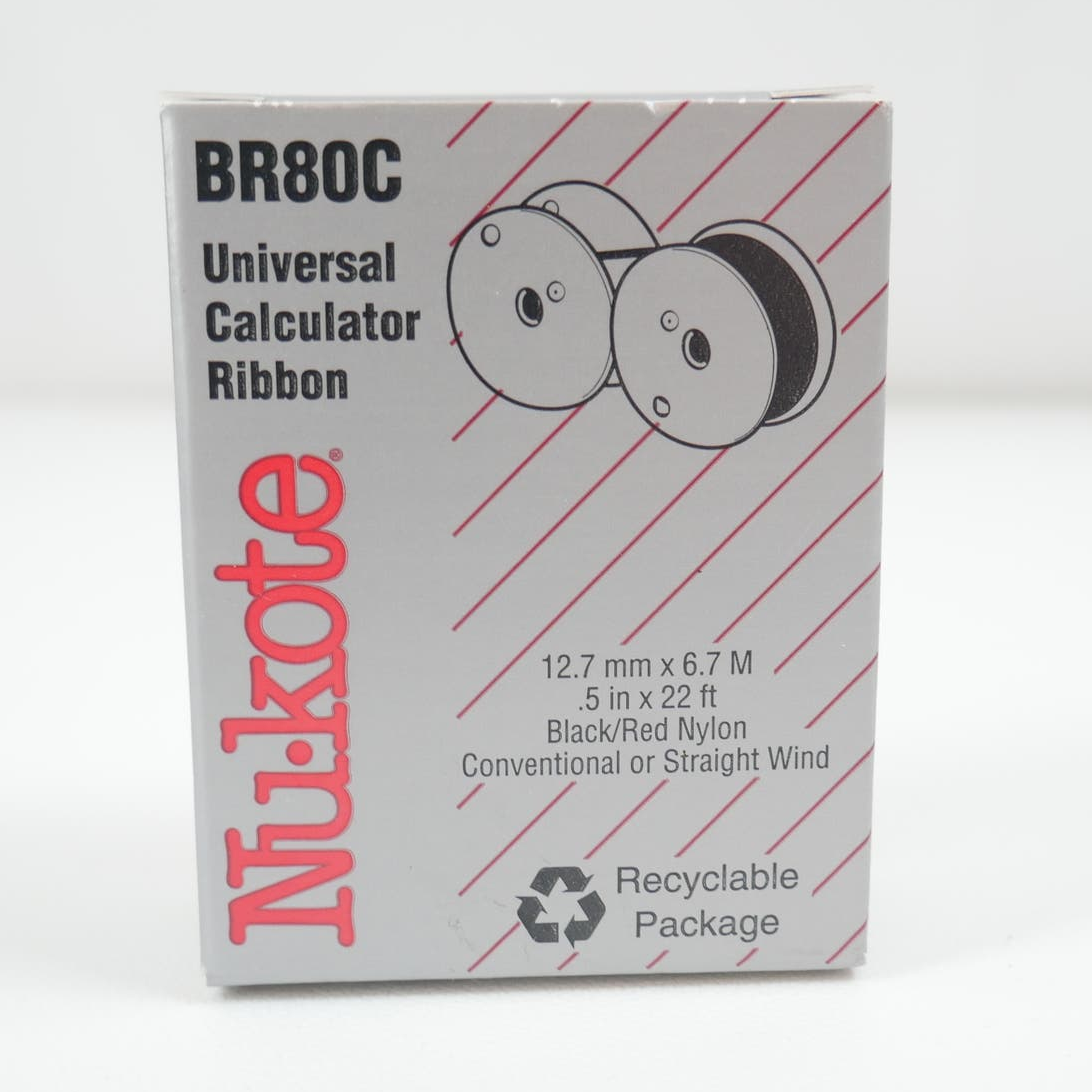 BR80C
Universal
Calculator
Ribbon
Nu·kote®
12.7 mm x 6.7 M
.5 in x 22 ft
Black/Red Nylon
Conventional or Straight Wind
Recyclable
Package